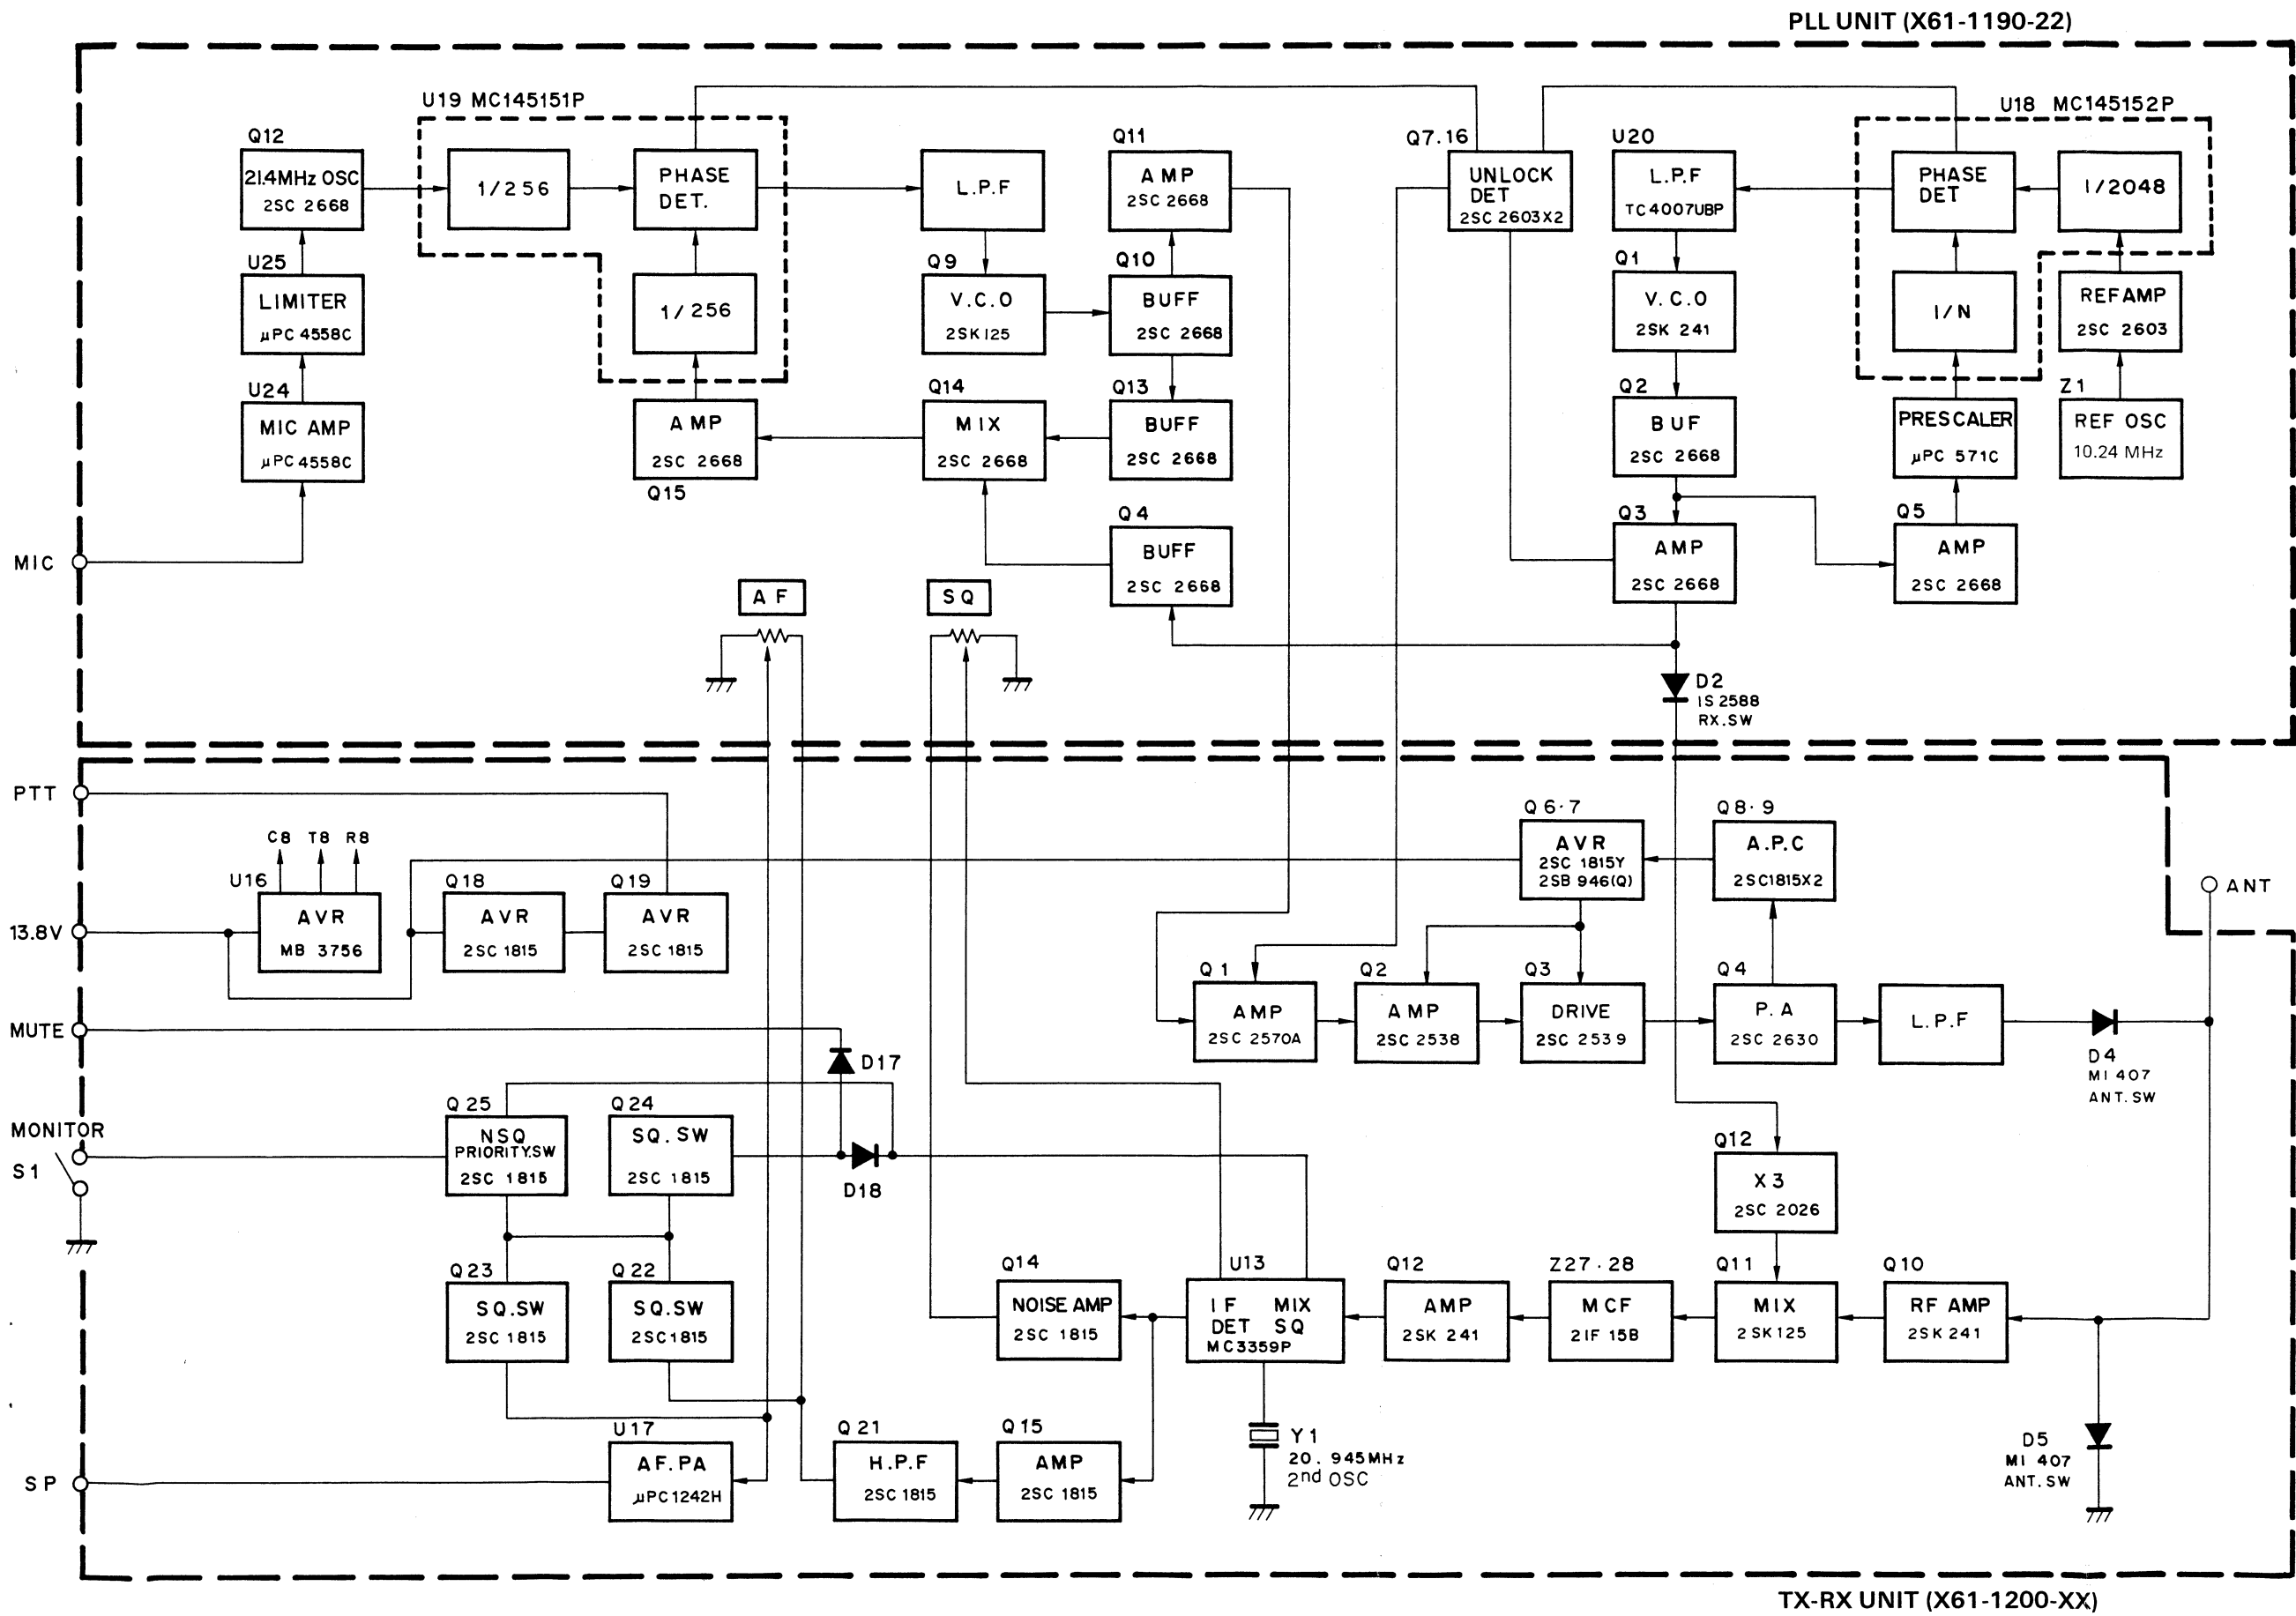 PLL UNIT (X61-1190-22)
U19 MC145151P
U18 MC145152P
Q12
21.4MHz OSC
2SC 2668
1/256
PHASE
DET.
L.P.F
Q11
AMP
2SC 2668
Q7.16
UNLOCK
DET
2SC 2603X2
U20
L.P.F
TC4007UBP
PHASE
DET
1/2048
U25
LIMITER
µPC 4558C
1/256
Q9
V.C.O
2SK125
Q10
BUFF
2SC 2668
Q1
V.C.O
2SK 241
1/N
REF AMP
2SC 2603
U24
MIC AMP
µPC 4558C
AMP
2SC 2668
Q15
Q14
MIX
2SC 2668
Q13
BUFF
2SC 2668
Q2
BUF
2SC 2668
PRESCALER
µPC 571C
Z1
REF OSC
10.24 MHz
MIC
Q4
BUFF
2SC 2668
Q3
AMP
2SC 2668
Q5
AMP
2SC 2668
AF
SQ
D2
1S2588
RX.SW
PTT
C8 T8 R8
U16
AVR
MB 3756
Q18
AVR
2SC 1815
Q19
AVR
2SC 1815
Q6·7
AVR
2SC 1815Y
2SB 946(Q)
Q8·9
A.P.C
2SC1815X2
ANT
13.8V
Q1
AMP
2SC 2570A
Q2
AMP
2SC 2538
Q3
DRIVE
2SC 2539
Q4
P.A
2SC 2630
L.P.F
D4
MI 407
ANT.SW
MUTE
D17
MONITOR
S1
Q25
NSQ
PRIORITY.SW
2SC 1815
Q24
SQ.SW
2SC 1815
D18
Q12
X3
2SC 2026
Q23
SQ.SW
2SC 1815
Q22
SQ.SW
2SC1815
Q14
NOISE AMP
2SC 1815
U13
IF MIX
DET SQ
MC3359P
Q12
AMP
2SK 241
Z27·28
MCF
21F 15B
Q11
MIX
2SK125
Q10
RF AMP
2SK241
SP
U17
AF.PA
µPC1242H
Q21
H.P.F
2SC 1815
Q15
AMP
2SC 1815
Y1
20.945MHz
2nd OSC
D5
MI 407
ANT.SW
TX-RX UNIT (X61-1200-XX)